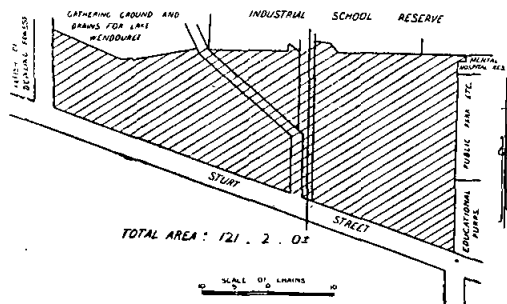 GATHERING GROUND AND
DRAINS FOR LAKE
WENDOUREE
INDUSTRIAL SCHOOL RESERVE
MENTAL
HOSPITAL RES.
PUBLIC PARK ETC.
EDUCATIONAL
PURPS.
STURT STREET
TOTAL AREA : 121 . 2 . 03
SCALE OF CHAINS
10 5 0 10